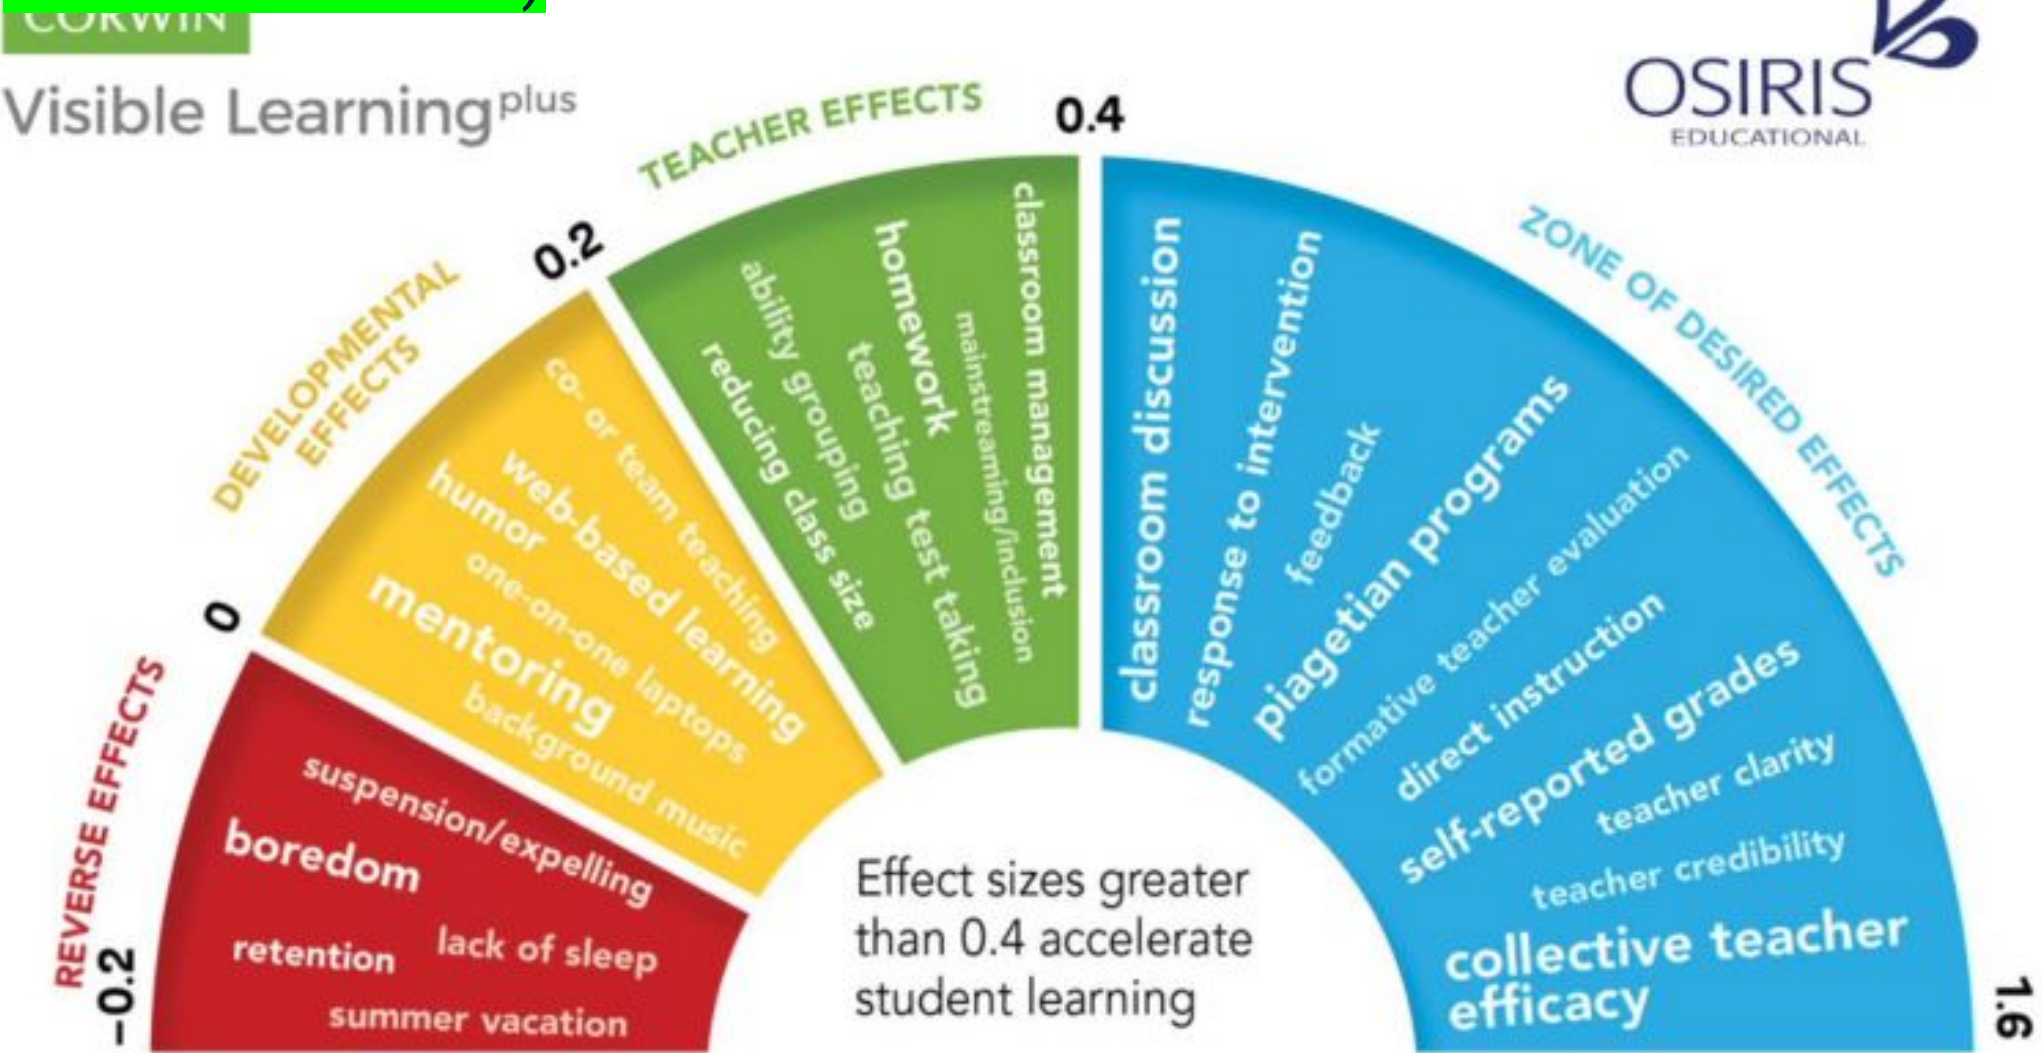 CORWIN
Visible Learning plus
OSIRIS
EDUCATIONAL
REVERSE EFFECTS
DEVELOPMENTAL
EFFECTS
TEACHER EFFECTS
ZONE OF DESIRED EFFECTS
-0.2
0
0.2
0.4
1.6
suspension/expelling
boredom
lack of sleep
retention
summer vacation
co- or team teaching
web-based learning
humor
one-on-one laptops
mentoring
background music
reducing class size
ability grouping
teaching test taking
homework
mainstreaming/inclusion
classroom management
classroom discussion
response to intervention
feedback
piagetian programs
formative teacher evaluation
direct instruction
self-reported grades
teacher clarity
teacher credibility
collective teacher
efficacy
Effect sizes greater
than 0.4 accelerate
student learning